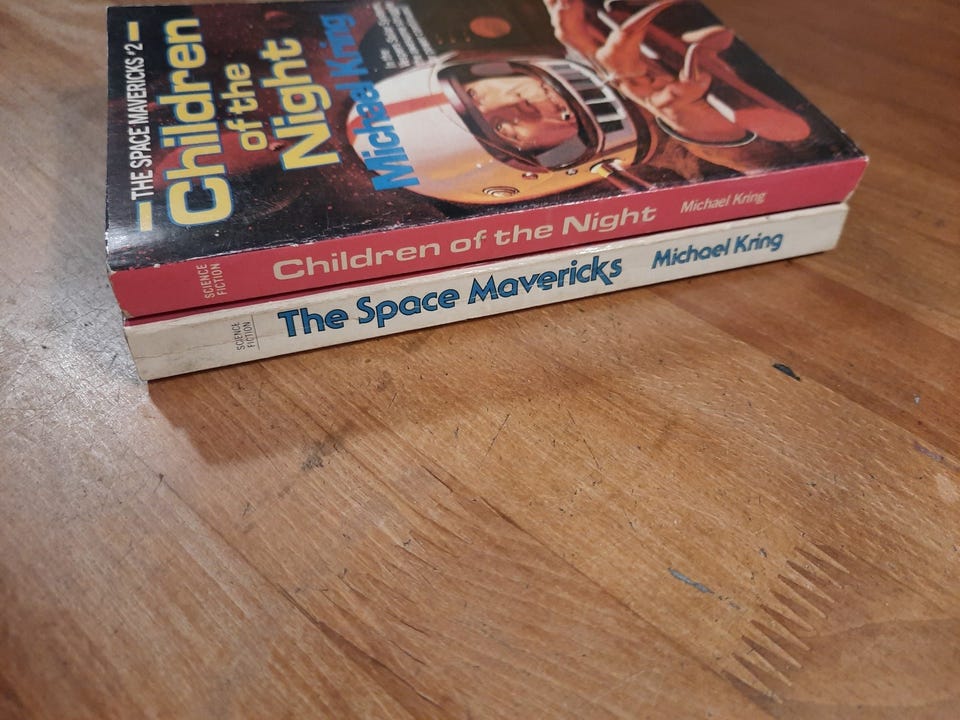 THE SPACE MAVERICKS #2
Children
of the
Night
Michael Kring
SCIENCE
FICTION
Children of the Night Michael Kring
SCIENCE
FICTION
The Space Mavericks Michael Kring